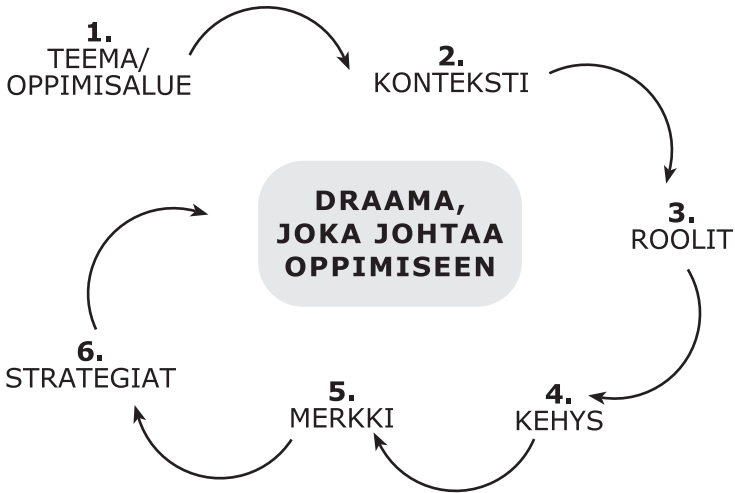 1.
TEEMA/
OPPIMISALUE
2.
KONTEKSTI
3.
ROOLIT
4.
KEHYS
5.
MERKKI
6.
STRATEGIAT
DRAAMA,
JOKA JOHTAA
OPPIMISEEN